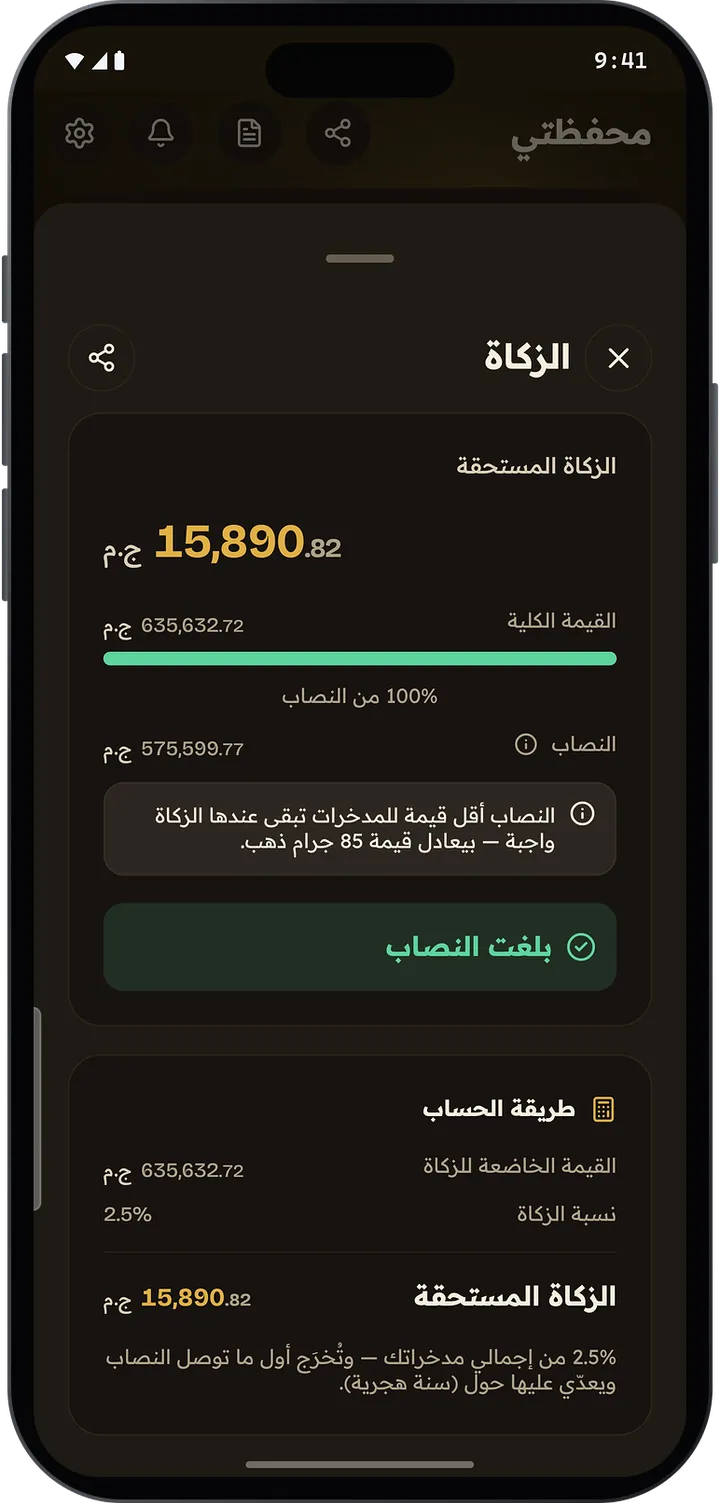 9:41
محفظتي
الزكاة
الزكاة المستحقة
15,890.82 ج.م
القيمة الكلية 635,632.72 ج.م
100% من النصاب
النصاب 575,599.77 ج.م
النصاب أقل قيمة للمدخرات تبقى عندها الزكاة
واجبة — بيعادل قيمة 85 جرام ذهب.
بلغت النصاب
طريقة الحساب
القيمة الخاضعة للزكاة 635,632.72 ج.م
نسبة الزكاة 2.5%
الزكاة المستحقة 15,890.82 ج.م
2.5% من إجمالي مدخراتك — وتُخرَج أول ما توصل النصاب
ويعدّي عليها حول (سنة هجرية).